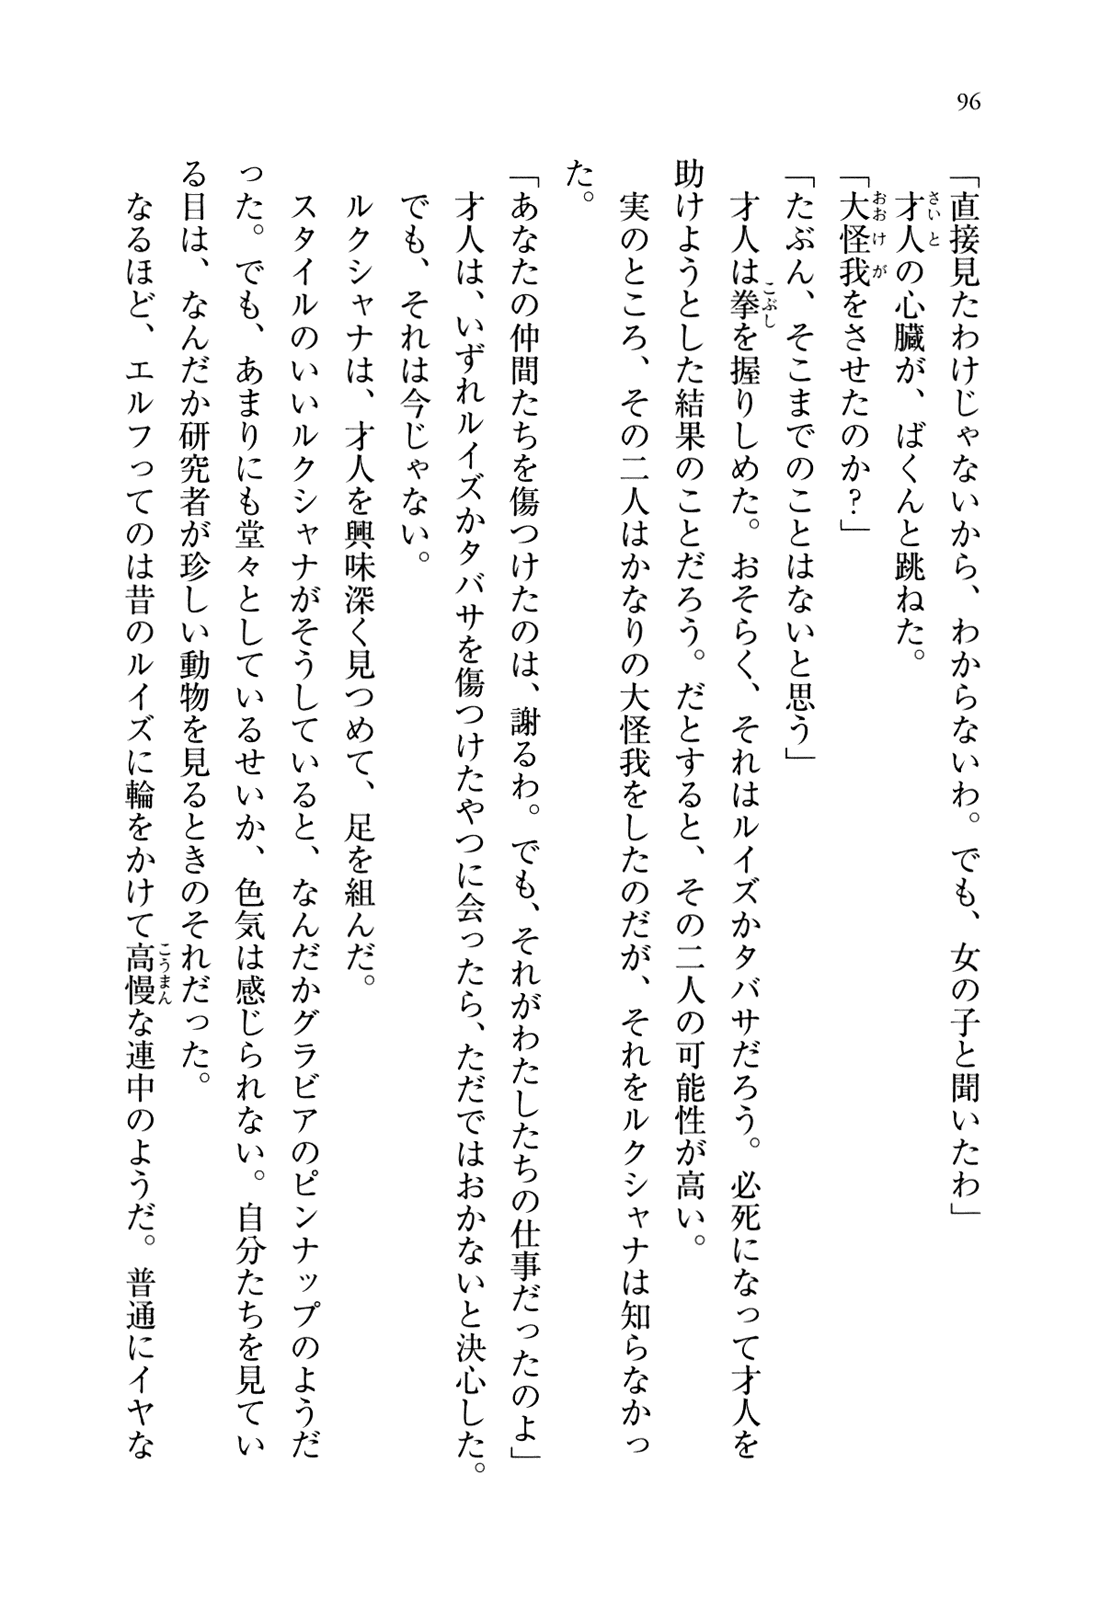 96
「直接見たわけじゃないから、わからないわ。でも、女の子と聞いたわ」
才人の心臓が、ばくんと跳ねた。
さいと
「大怪我をさせたのか?」
おおけが
「たぶん、そこまでのことはないと思う」
才人は拳を握りしめた。おそらく、それはルイズかタバサだろう。必死になって才人を
こぶし
助けようとした結果のことだろう。だとすると、その二人の可能性が高い。
実のところ、その二人はかなりの大怪我をしたのだが、それをルクシャナは知らなかっ
た。
「あなたの仲間たちを傷つけたのは、謝るわ。でも、それがわたしたちの仕事だったのよ」
才人は、いずれルイズかタバサを傷つけたやつに会ったら、ただではおかないと決心した。
でも、それは今じゃない。
ルクシャナは、才人を興味深く見つめて、足を組んだ。
スタイルのいいルクシャナがそうしていると、なんだかグラビアのピンナップのようだ
った。でも、あまりにも堂々としているせいか、色気は感じられない。自分たちを見てい
る目は、なんだか研究者が珍しい動物を見るときのそれだった。
なるほど、エルフってのは昔のルイズに輪をかけて高慢な連中のようだ。普通にイヤな
こうまん